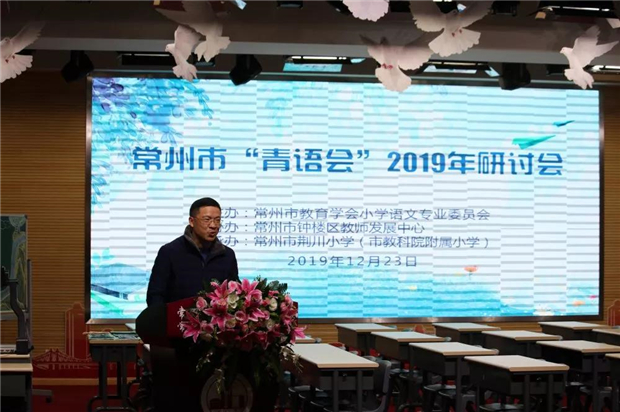 常州市“青语会”2019年研讨会
办：常州市教育学会小学语文专业委员会
办：常州市钟楼区教师发展中心
办：常州市荆川小学（市教科院附属小学）
2019年12月23日